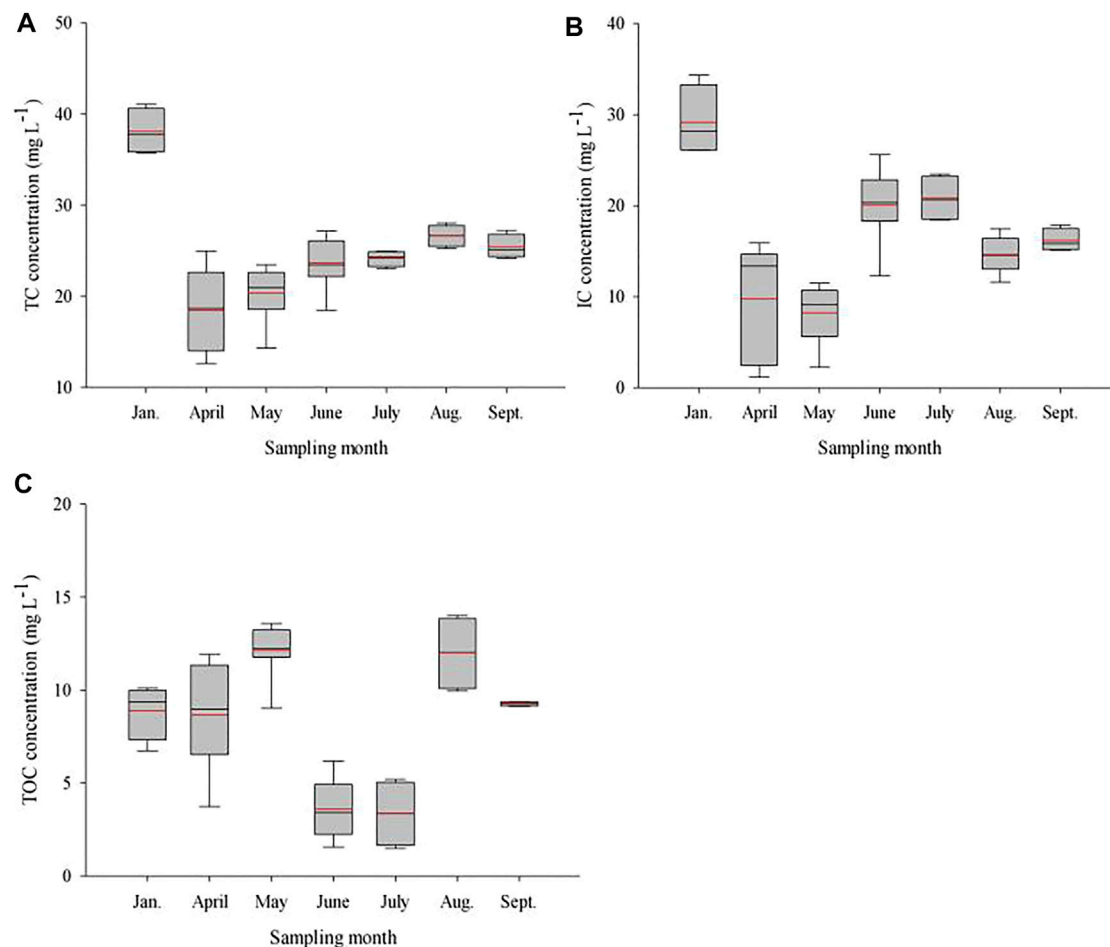 A
TC concentration (mg L-1)
50
40
30
20
10
Jan. April May June July Aug. Sept.
Sampling month
B
IC concentration (mg L-1)
40
30
20
10
0
Jan. April May June July Aug. Sept.
Sampling month
C
TOC concentration (mg L-1)
20
15
10
5
0
Jan. April May June July Aug. Sept.
Sampling month